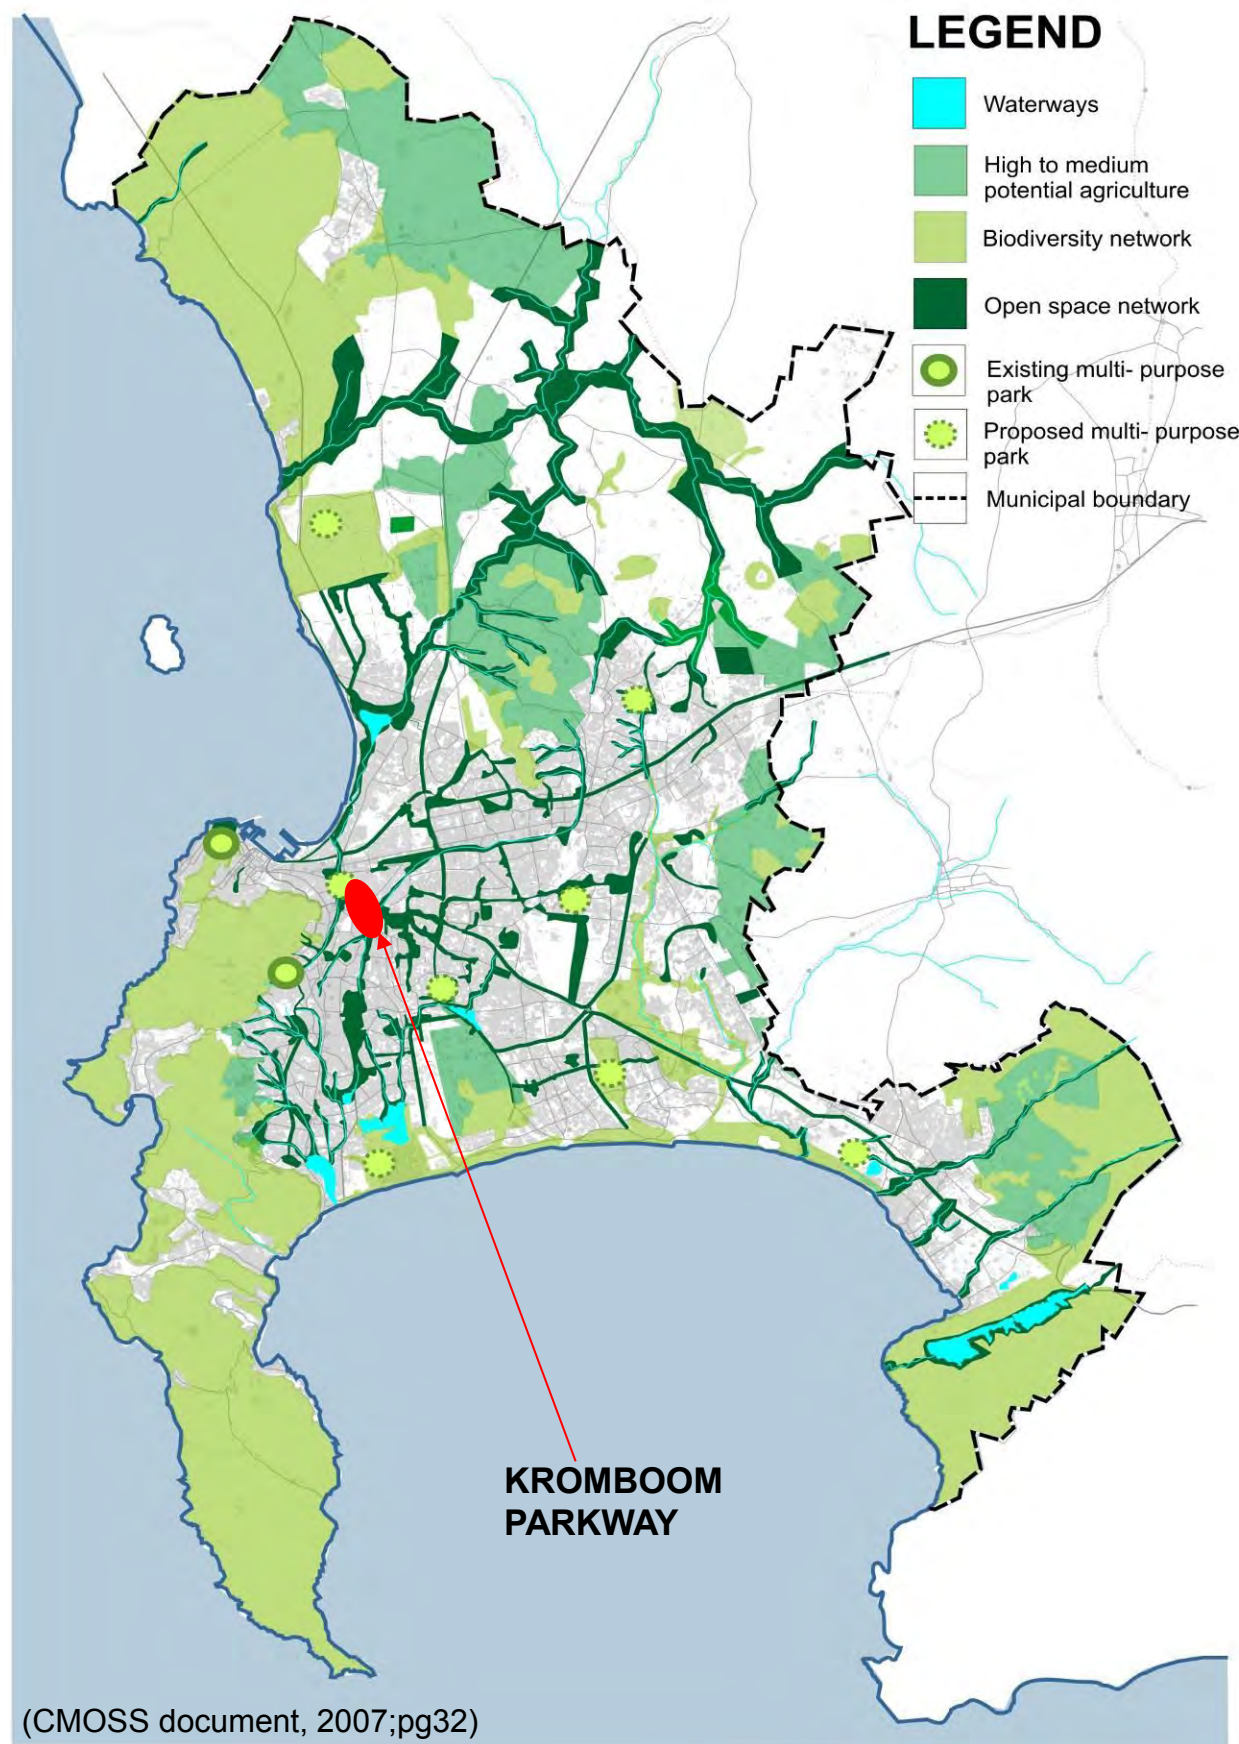 LEGEND
Waterways
High to medium
potential agriculture
Biodiversity network
Open space network
Existing multi- purpose
park
Proposed multi- purpose
park
Municipal boundary
KROMBOOM
PARKWAY
(CMOSS document, 2007;pg32)